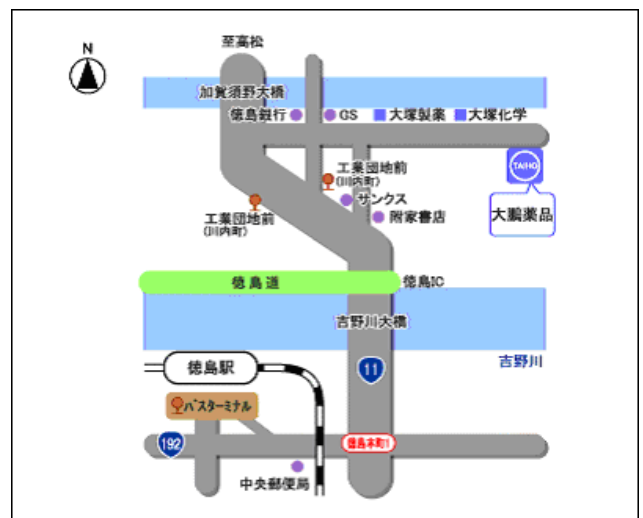 至高松
N
加賀須野大橋
徳島銀行
GS
大塚製薬
大塚化学
工業団地前
(川内町)
TAIHO
サンクス
工業団地前
(川内町)
附家書店
大鵬薬品
徳島道
徳島IC
吉野川大橋
吉野川
徳島駅
11
バスターミナル
192
徳島本町1
中央郵便局